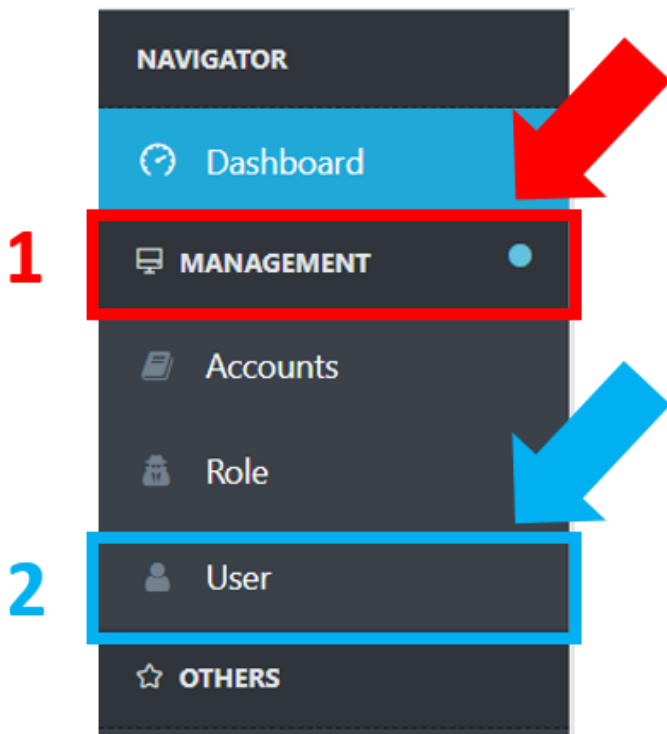 NAVIGATOR
Dashboard
1
MANAGEMENT
Accounts
Role
2
User
OTHERS